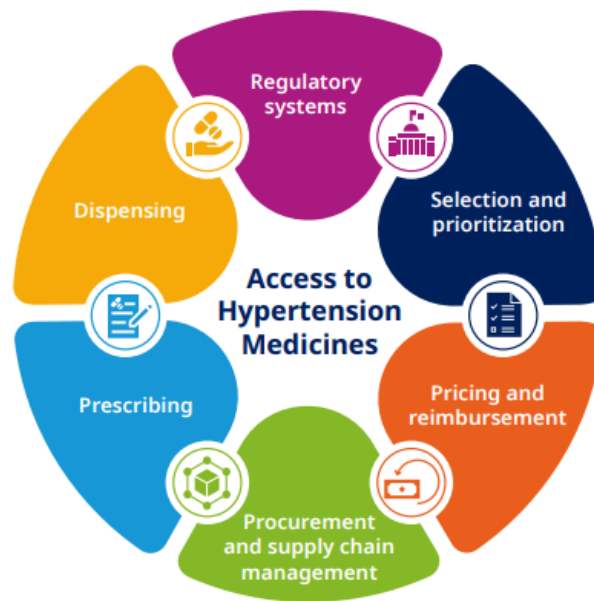 Regulatory
systems
Selection and
prioritization
Pricing and
reimbursement
Procurement
and supply chain
management
Prescribing
Dispensing
Access to
Hypertension
Medicines